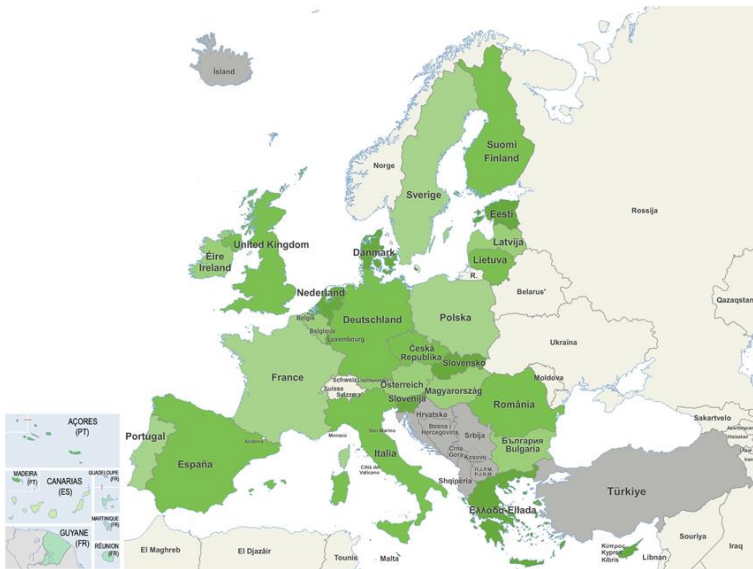 Ísland
Norge
Suomi
Finland
Sverige
Rossija
Eesti
Latvija
Lietuva
United Kingdom
Éire
Ireland
Danmark
R.
Belarus'
Nederland
Qazaqstan
België
Belgique
Deutschland
Polska
Luxembourg
Česká
Republika
Slovensko
Ukraïna
France
Schweiz
Suisse
Svizzera
Österreich
Magyarország
Moldova
Slovenija
Hrvatska
România
Bosna i
Hercegovina
Srbija
Crna
Gora
Kosovo
България
Bulgaria
Sakartvelo
Portugal
España
Andorra
Monaco
San Marino
Italia
Città del
Vaticano
Shqipëria
Türkiye
Ελλάδα-Ellada
AÇORES
(PT)
MADEIRA
(PT)
CANARIAS
(ES)
GUADELOUPE
(FR)
MARTINIQUE
(FR)
GUYANE
(FR)
RÉUNION
(FR)
El Maghreb
El Djazâir
Tounis
Malta
Κύπρος
Kypros
Kibris
Libnan
Souriya
Iraq